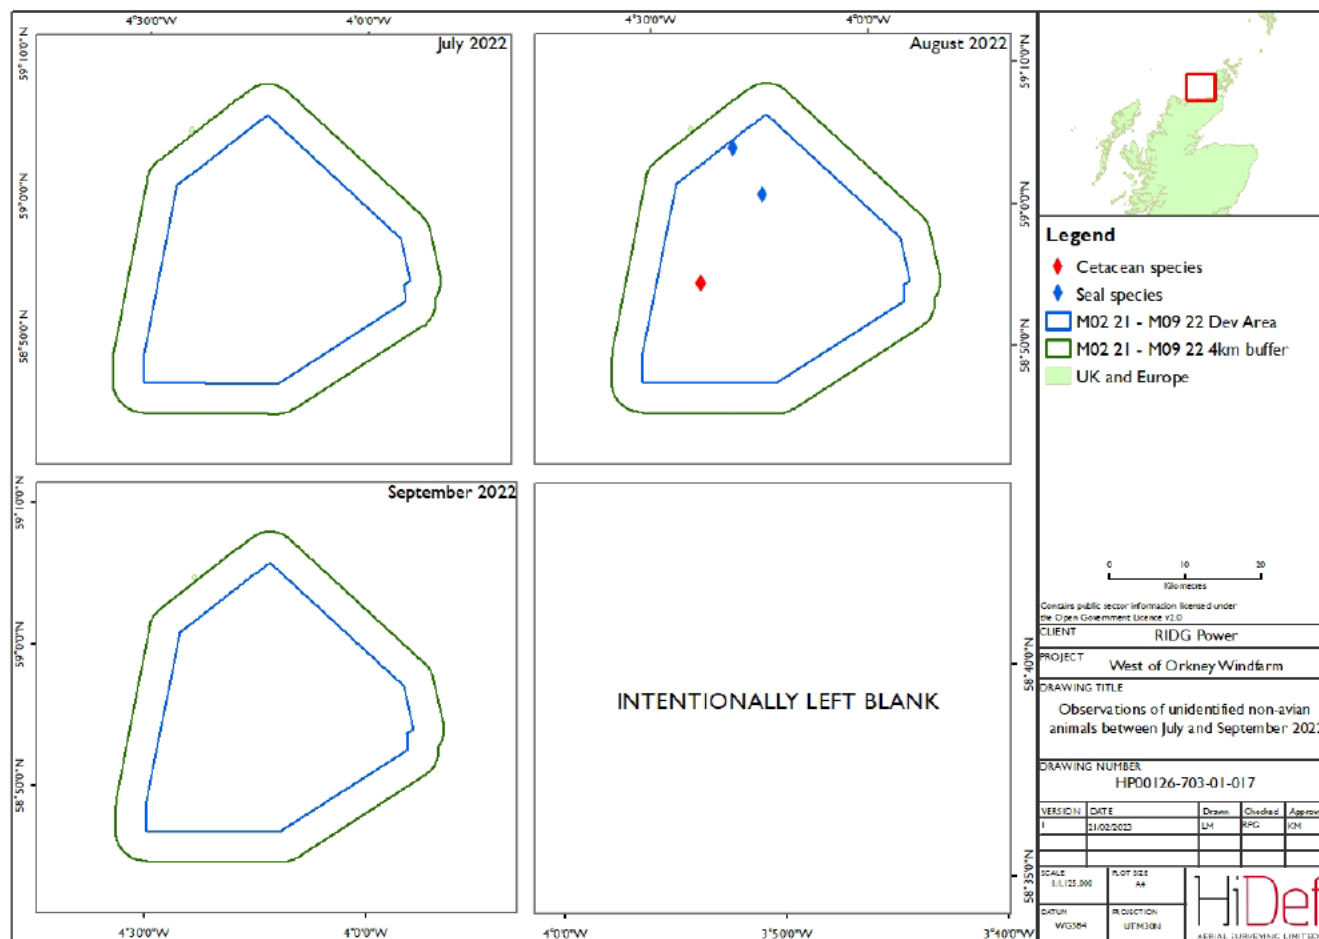 4°30'0"W
4°0'0"W
4°30'0"W
4°0'0"W
July 2022
August 2022
59°10'0"N
59°0'0"N
58°50'0"N
59°10'0"N
59°0'0"N
58°50'0"N
September 2022
59°10'0"N
59°0'0"N
58°50'0"N
INTENTIONALLY LEFT BLANK
58°40'0"N
58°35'0"N
4°30'0"W
4°0'0"W
4°0'0"W
3°50'0"W
3°40'0"W
Legend
Cetacean species
Seal species
M02 21 - M09 22 Dev Area
M02 21 - M09 22 4km buffer
UK and Europe
0 10 20
Kilometres
Contains public sector information licensed under
the Open Government Licence v2.0
CLIENT
RIDG Power
PROJECT
West of Orkney Windfarm
DRAWING TITLE
Observations of unidentified non-avian
animals between July and September 2022
DRAWING NUMBER
HP00126-703-01-017
VERSION DATE Drawn Checked Approve
1 21/02/2023 LM RPG KM
SCALE
1:1,125,000
PLOT SIZE
A4
DATUM
WGS84
PROJECTION
UTM30N
HiDef
AERIAL SURVEYING LIMITED